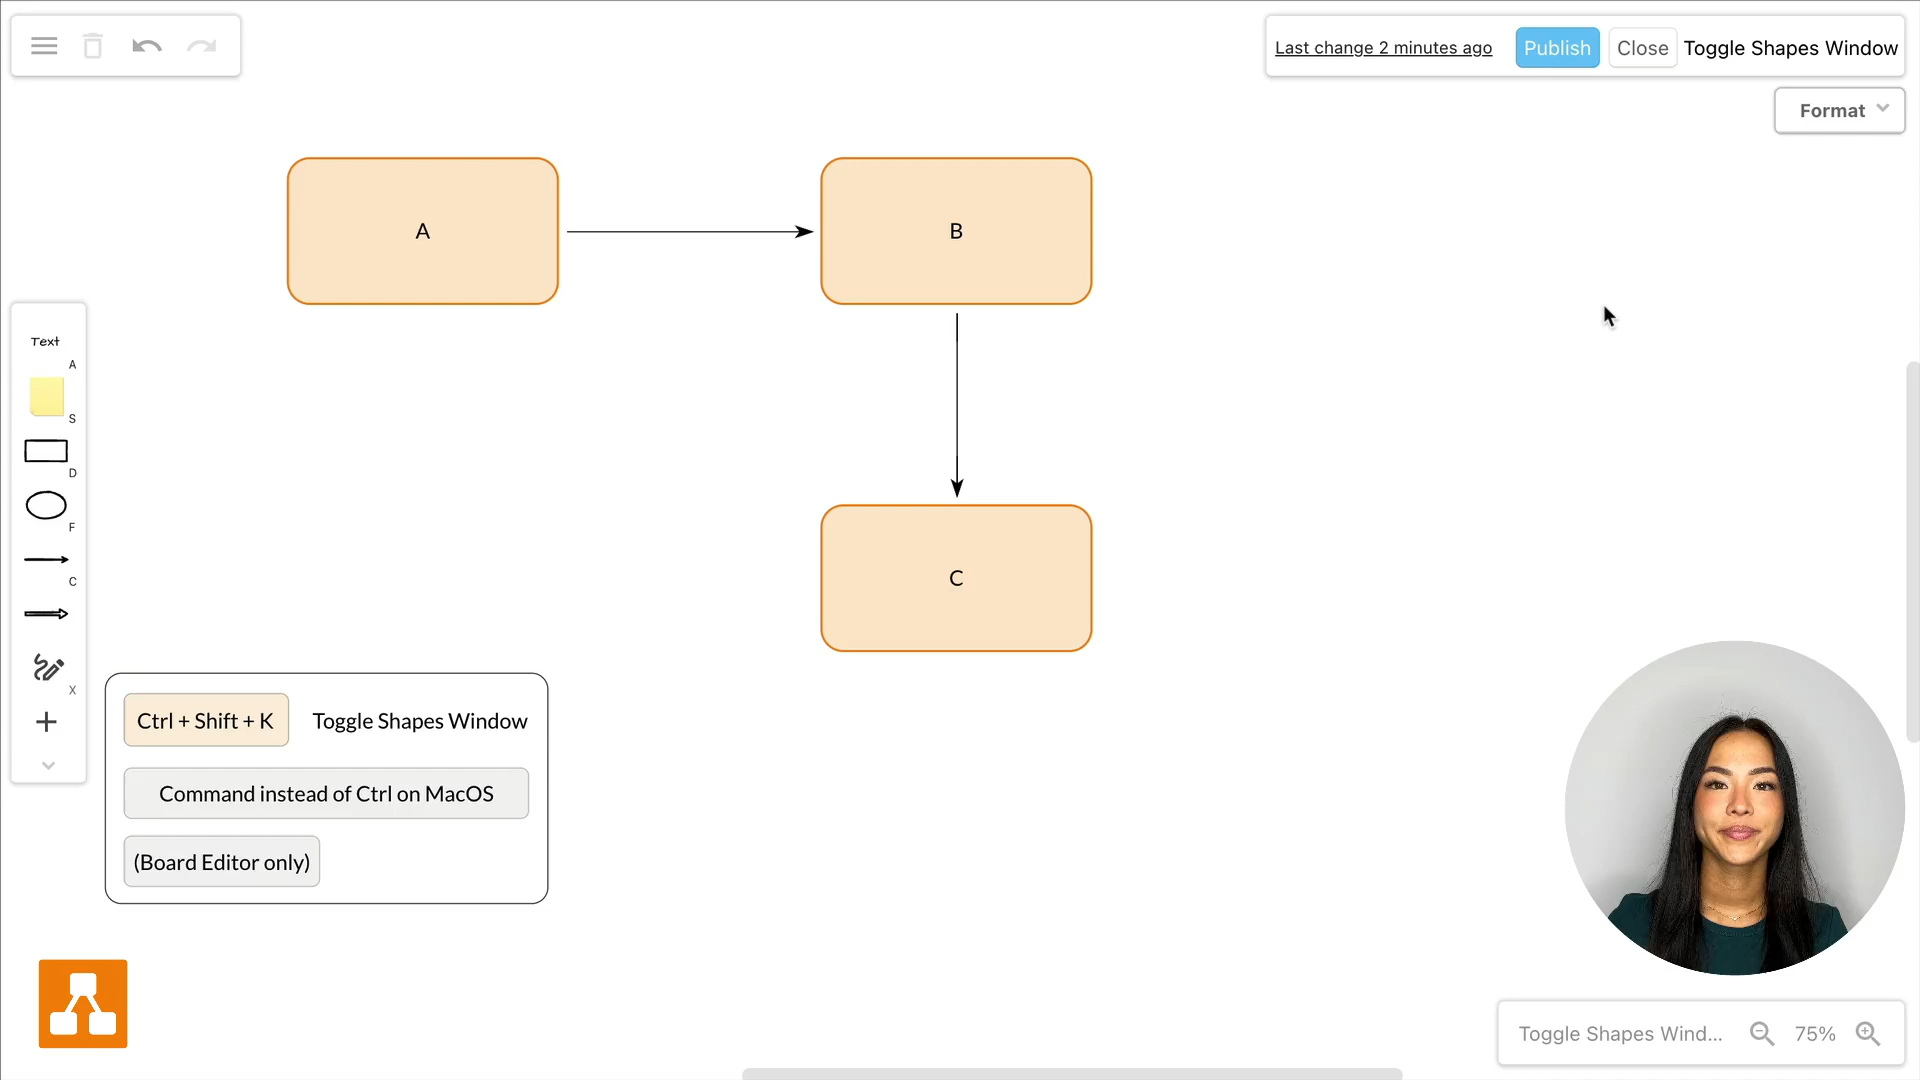 Last change 2 minutes ago
Publish
Close
Toggle Shapes Window
Format
A
B
Text
A
S
D
F
C
X
C
Ctrl + Shift + K
Toggle Shapes Window
Command instead of Ctrl on MacOS
(Board Editor only)
Toggle Shapes Wind...
75%